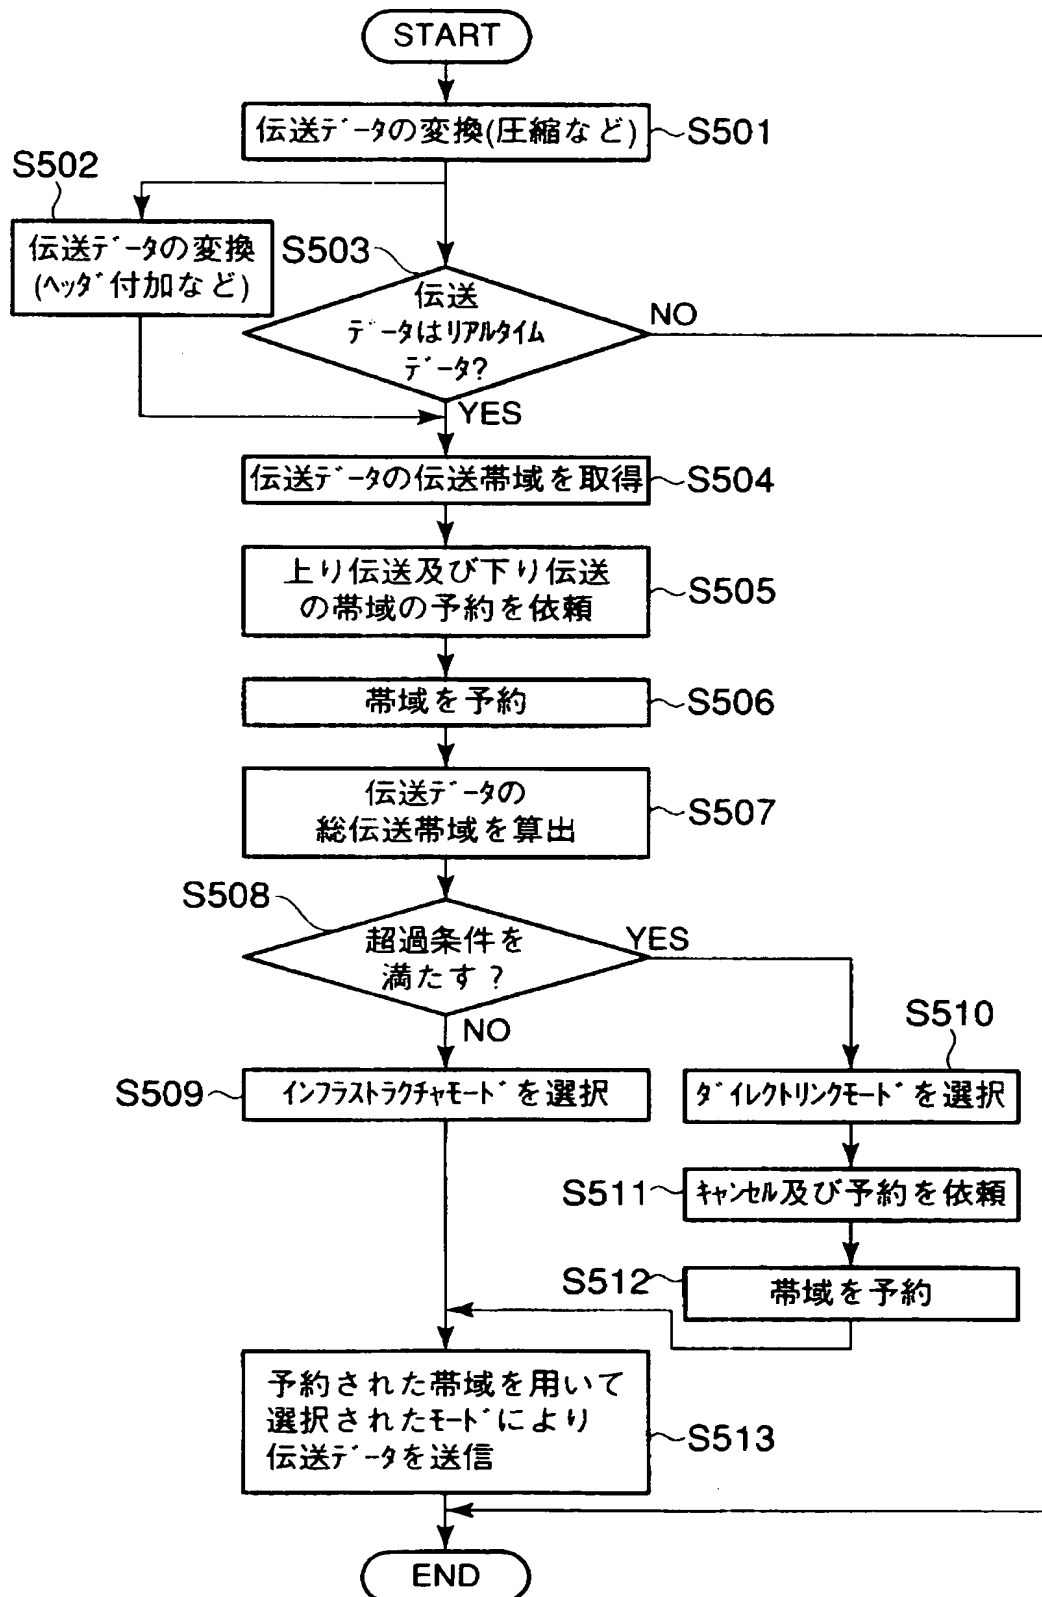 START
伝送データの変換(圧縮など)
S501
S502
伝送データの変換
(ヘッダ付加など)
S503
伝送
データはリアルタイム
データ?
NO
YES
伝送データの伝送帯域を取得
S504
上り伝送及び下り伝送
の帯域の予約を依頼
S505
帯域を予約
S506
伝送データの
総伝送帯域を算出
S507
S508
超過条件を
満たす?
YES
NO
S509
インフラストラクチャモードを選択
S510
ダイレクトリンクモードを選択
S511
キャンセル及び予約を依頼
S512
帯域を予約
予約された帯域を用いて
選択されたモードにより
伝送データを送信
S513
END